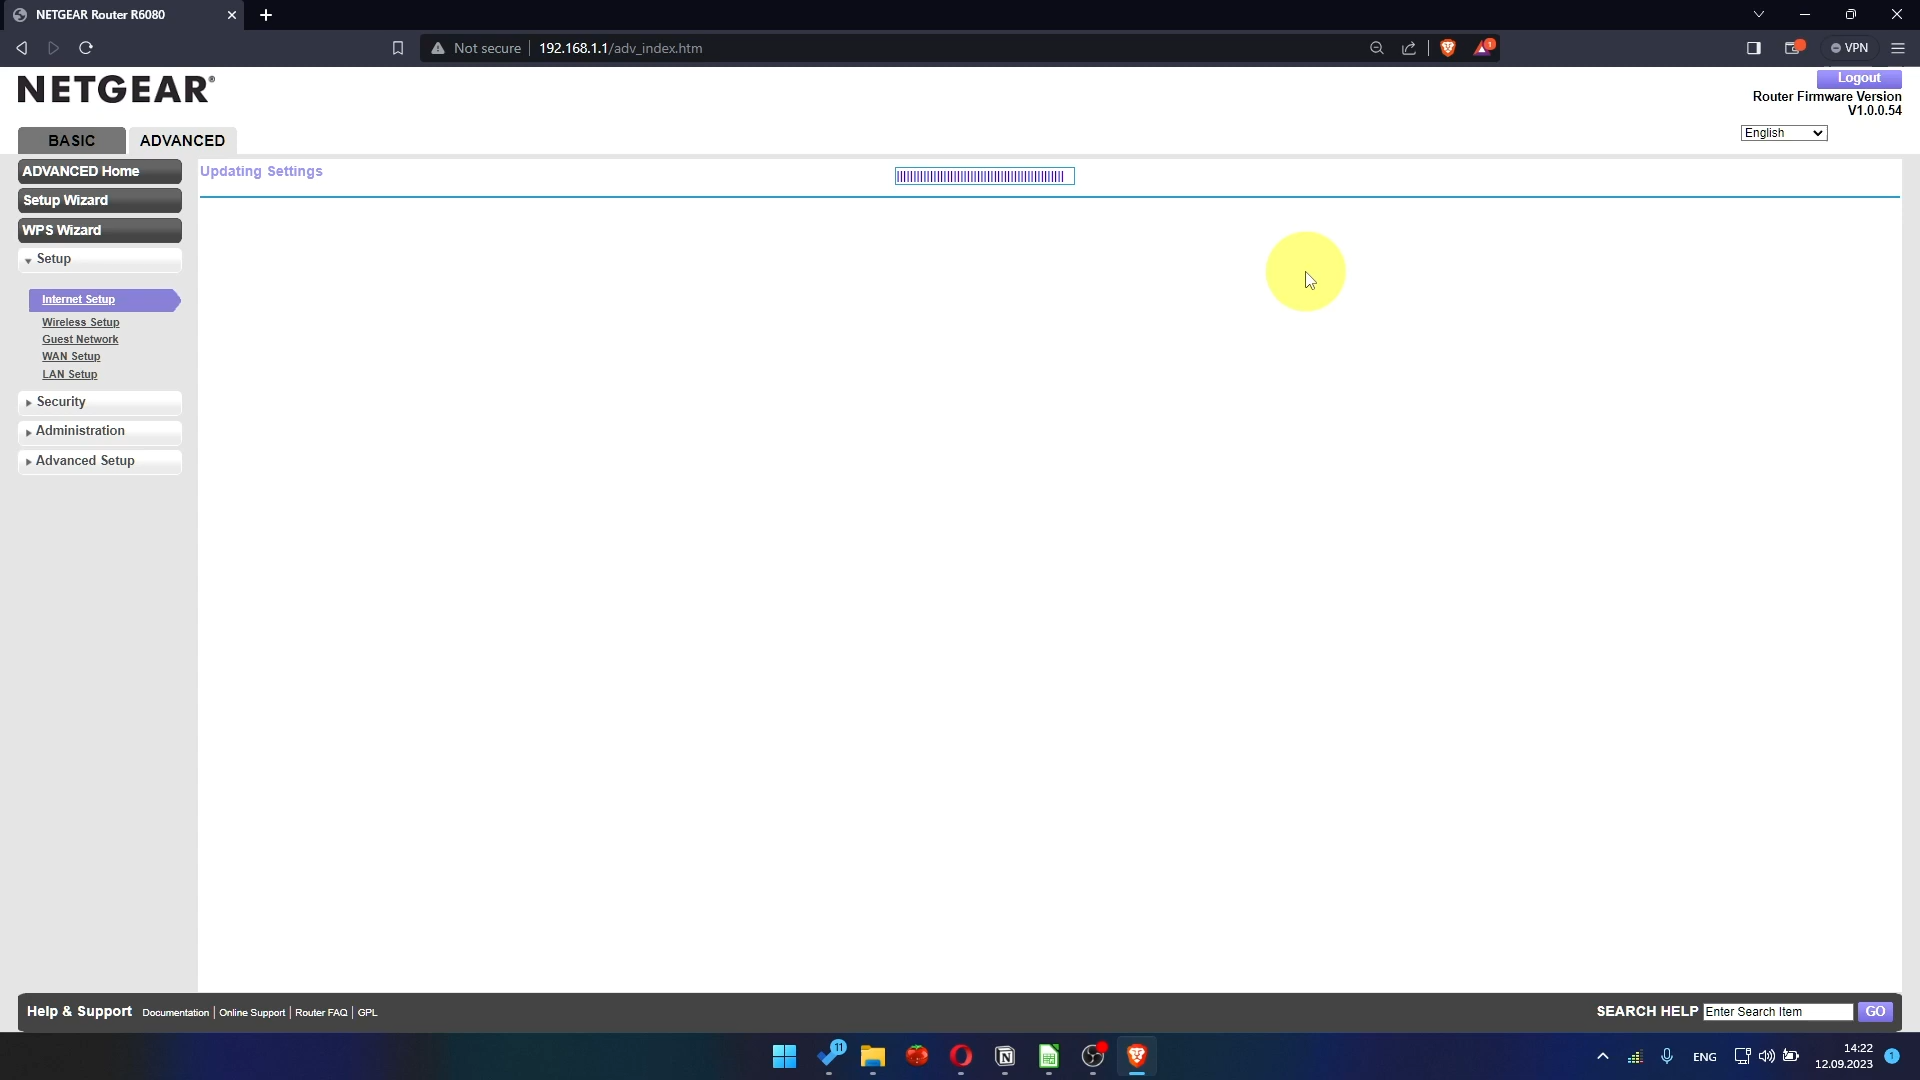 NETGEAR Router R6080
Not secure
192.168.1.1/adv_index.htm
1
VPN
NETGEAR®
Logout
Router Firmware Version
V1.0.0.54
English
BASIC
ADVANCED
ADVANCED Home
Setup Wizard
WPS Wizard
Setup
Internet Setup
Wireless Setup
Guest Network
WAN Setup
LAN Setup
Security
Administration
Advanced Setup
Updating Settings
Help & Support
Documentation | Online Support | Router FAQ | GPL
SEARCH HELP
Enter Search Item
GO
11
ENG
14:22
12.09.2023
1